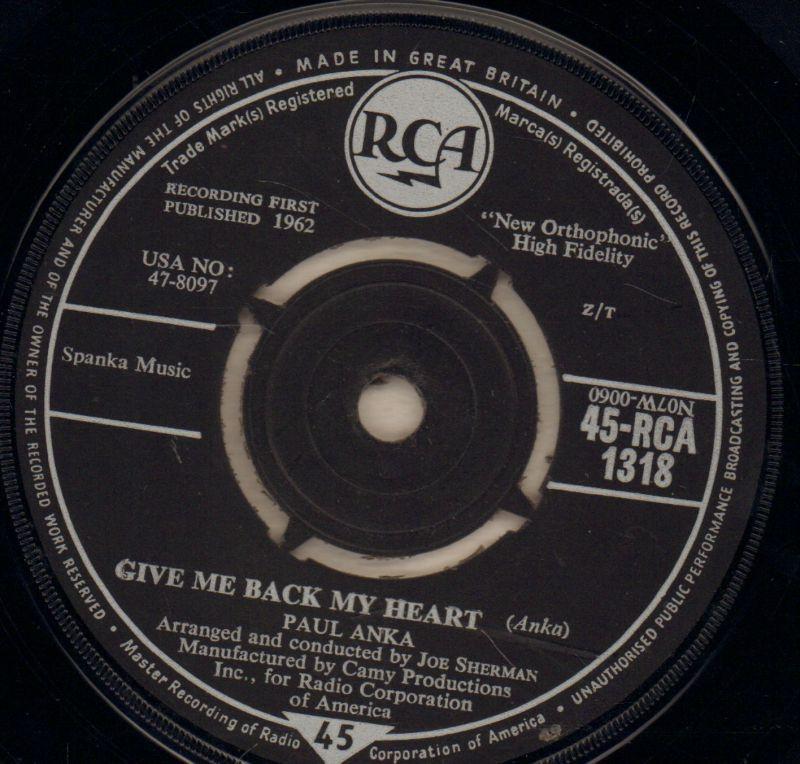 ALL RIGHTS OF THE MANUFACTURER AND OF THE OWNER OF THE RECORDED WORK RESERVED • MADE IN GREAT BRITAIN • UNAUTHORISED PUBLIC PERFORMANCE BROADCASTING AND COPYING OF THIS RECORD PROHIBITED •
Trade Mark(s) Registered
RCA
Marca(s) Registrada(s)
RECORDING FIRST
PUBLISHED 1962
"New Orthophonic"
High Fidelity
USA NO:
47-8097
Z/T
Spanka Music
N07W-0060
45-RCA
1318
GIVE ME BACK MY HEART (Anka)
PAUL ANKA
Arranged and conducted by JOE SHERMAN
Manufactured by Camy Productions
Inc., for Radio Corporation
of America
45
Master Recording of Radio Corporation of America •